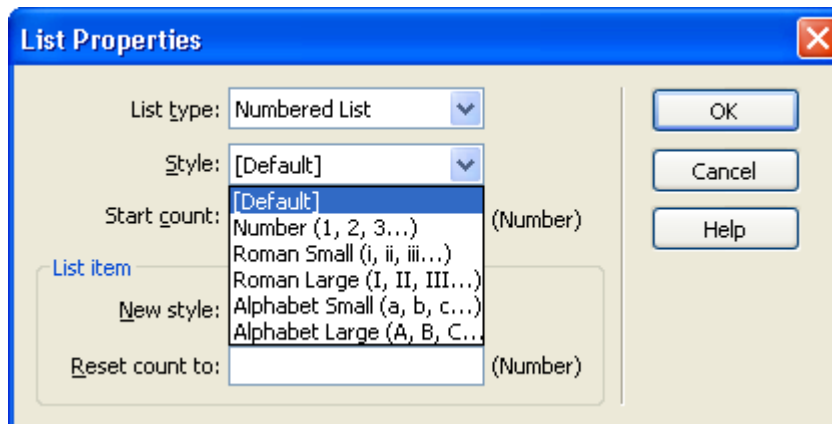 List Properties
List type: Numbered List
OK
Style: [Default]
Cancel
[Default]
Start count:
Number (1, 2, 3...)
(Number)
Help
Roman Small (i, ii, iii...)
List item
Roman Large (I, II, III...)
New style:
Alphabet Small (a, b, c...)
Alphabet Large (A, B, C...
Reset count to:
(Number)